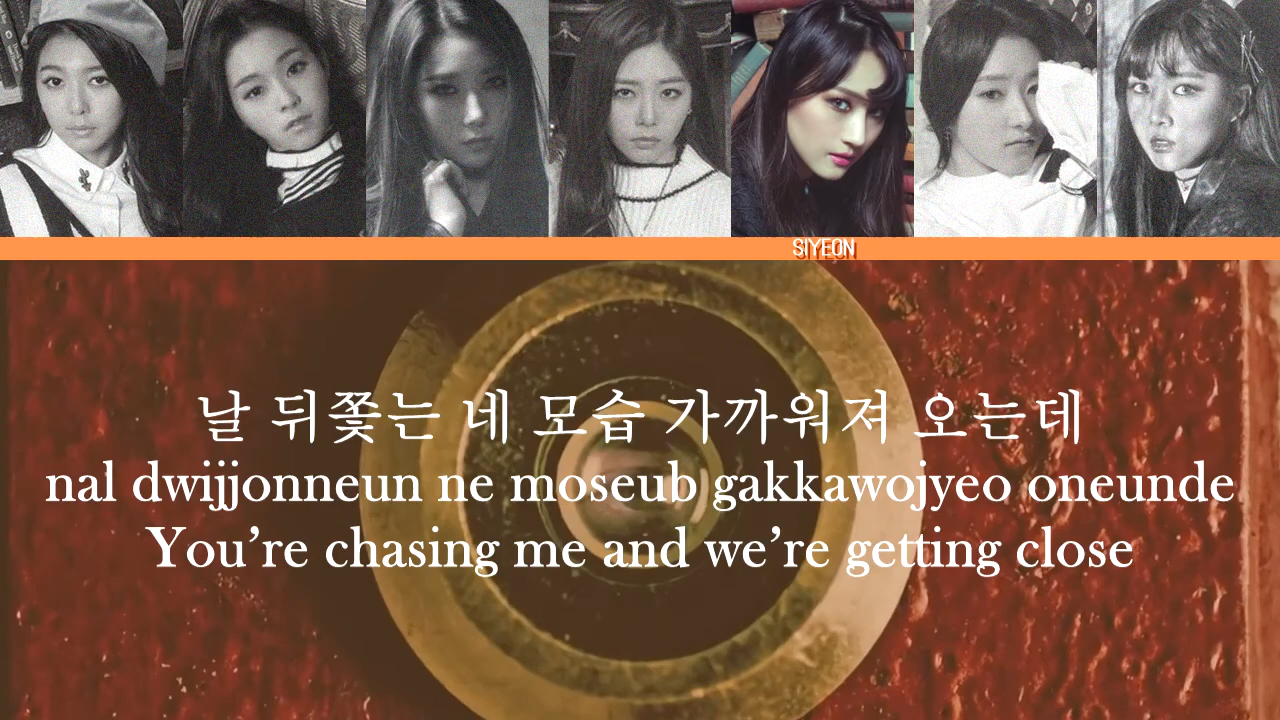 SIYEON
날 뒤쫓는 네 모습 가까워져 오는데
nal dwijjonneun ne moseub gakkawojyeo oneunde
You're chasing me and we're getting close